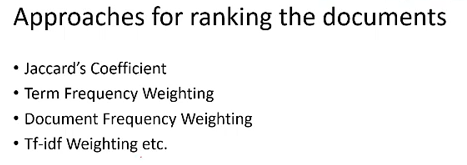 Approaches for ranking the documents
• Jaccard's Coefficient
• Term Frequency Weighting
• Document Frequency Weighting
• Tf-idf Weighting etc.